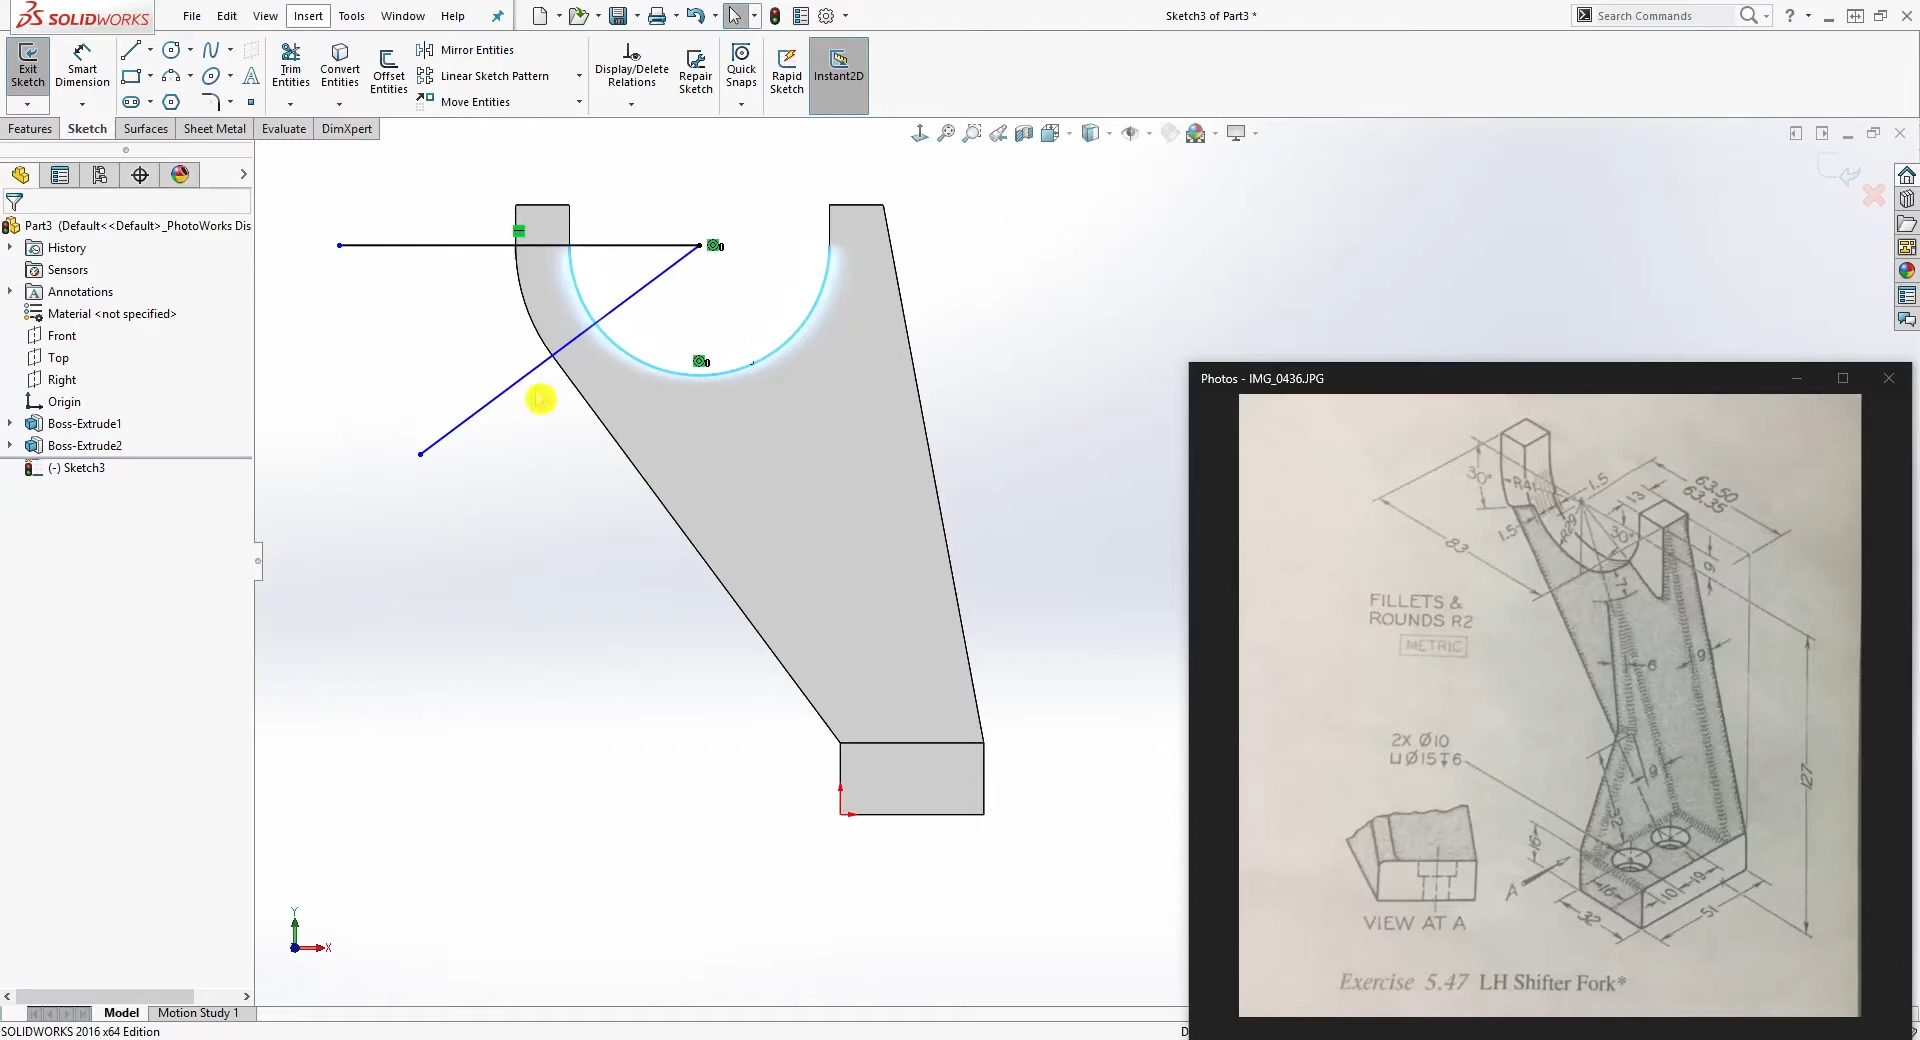 SOLIDWORKS
File Edit View Insert Tools Window Help
Sketch3 of Part3 *
Search Commands
Exit Sketch
Smart Dimension
Trim Entities
Convert Entities
Offset Entities
Mirror Entities
Linear Sketch Pattern
Move Entities
Display/Delete Relations
Repair Sketch
Quick Snaps
Rapid Sketch
Instant2D
Features Sketch Surfaces Sheet Metal Evaluate DimXpert
Part3 (Default<<Default>_PhotoWorks Dis
History
Sensors
Annotations
Material <not specified>
Front
Top
Right
Origin
Boss-Extrude1
Boss-Extrude2
(-) Sketch3
0
0
Y
X
Photos - IMG_0436.JPG
30°
R41
1.5
13
63.50
63.35
1.5
R29
30°
83
7
9
FILLETS &
ROUNDS R2
METRIC
6
9
2X Ø10
⌴Ø15↧6
9
127
16
A
16
10
19
32
51
VIEW AT A
Exercise 5.47 LH Shifter Fork*
Model Motion Study 1
SOLIDWORKS 2016 x64 Edition
D